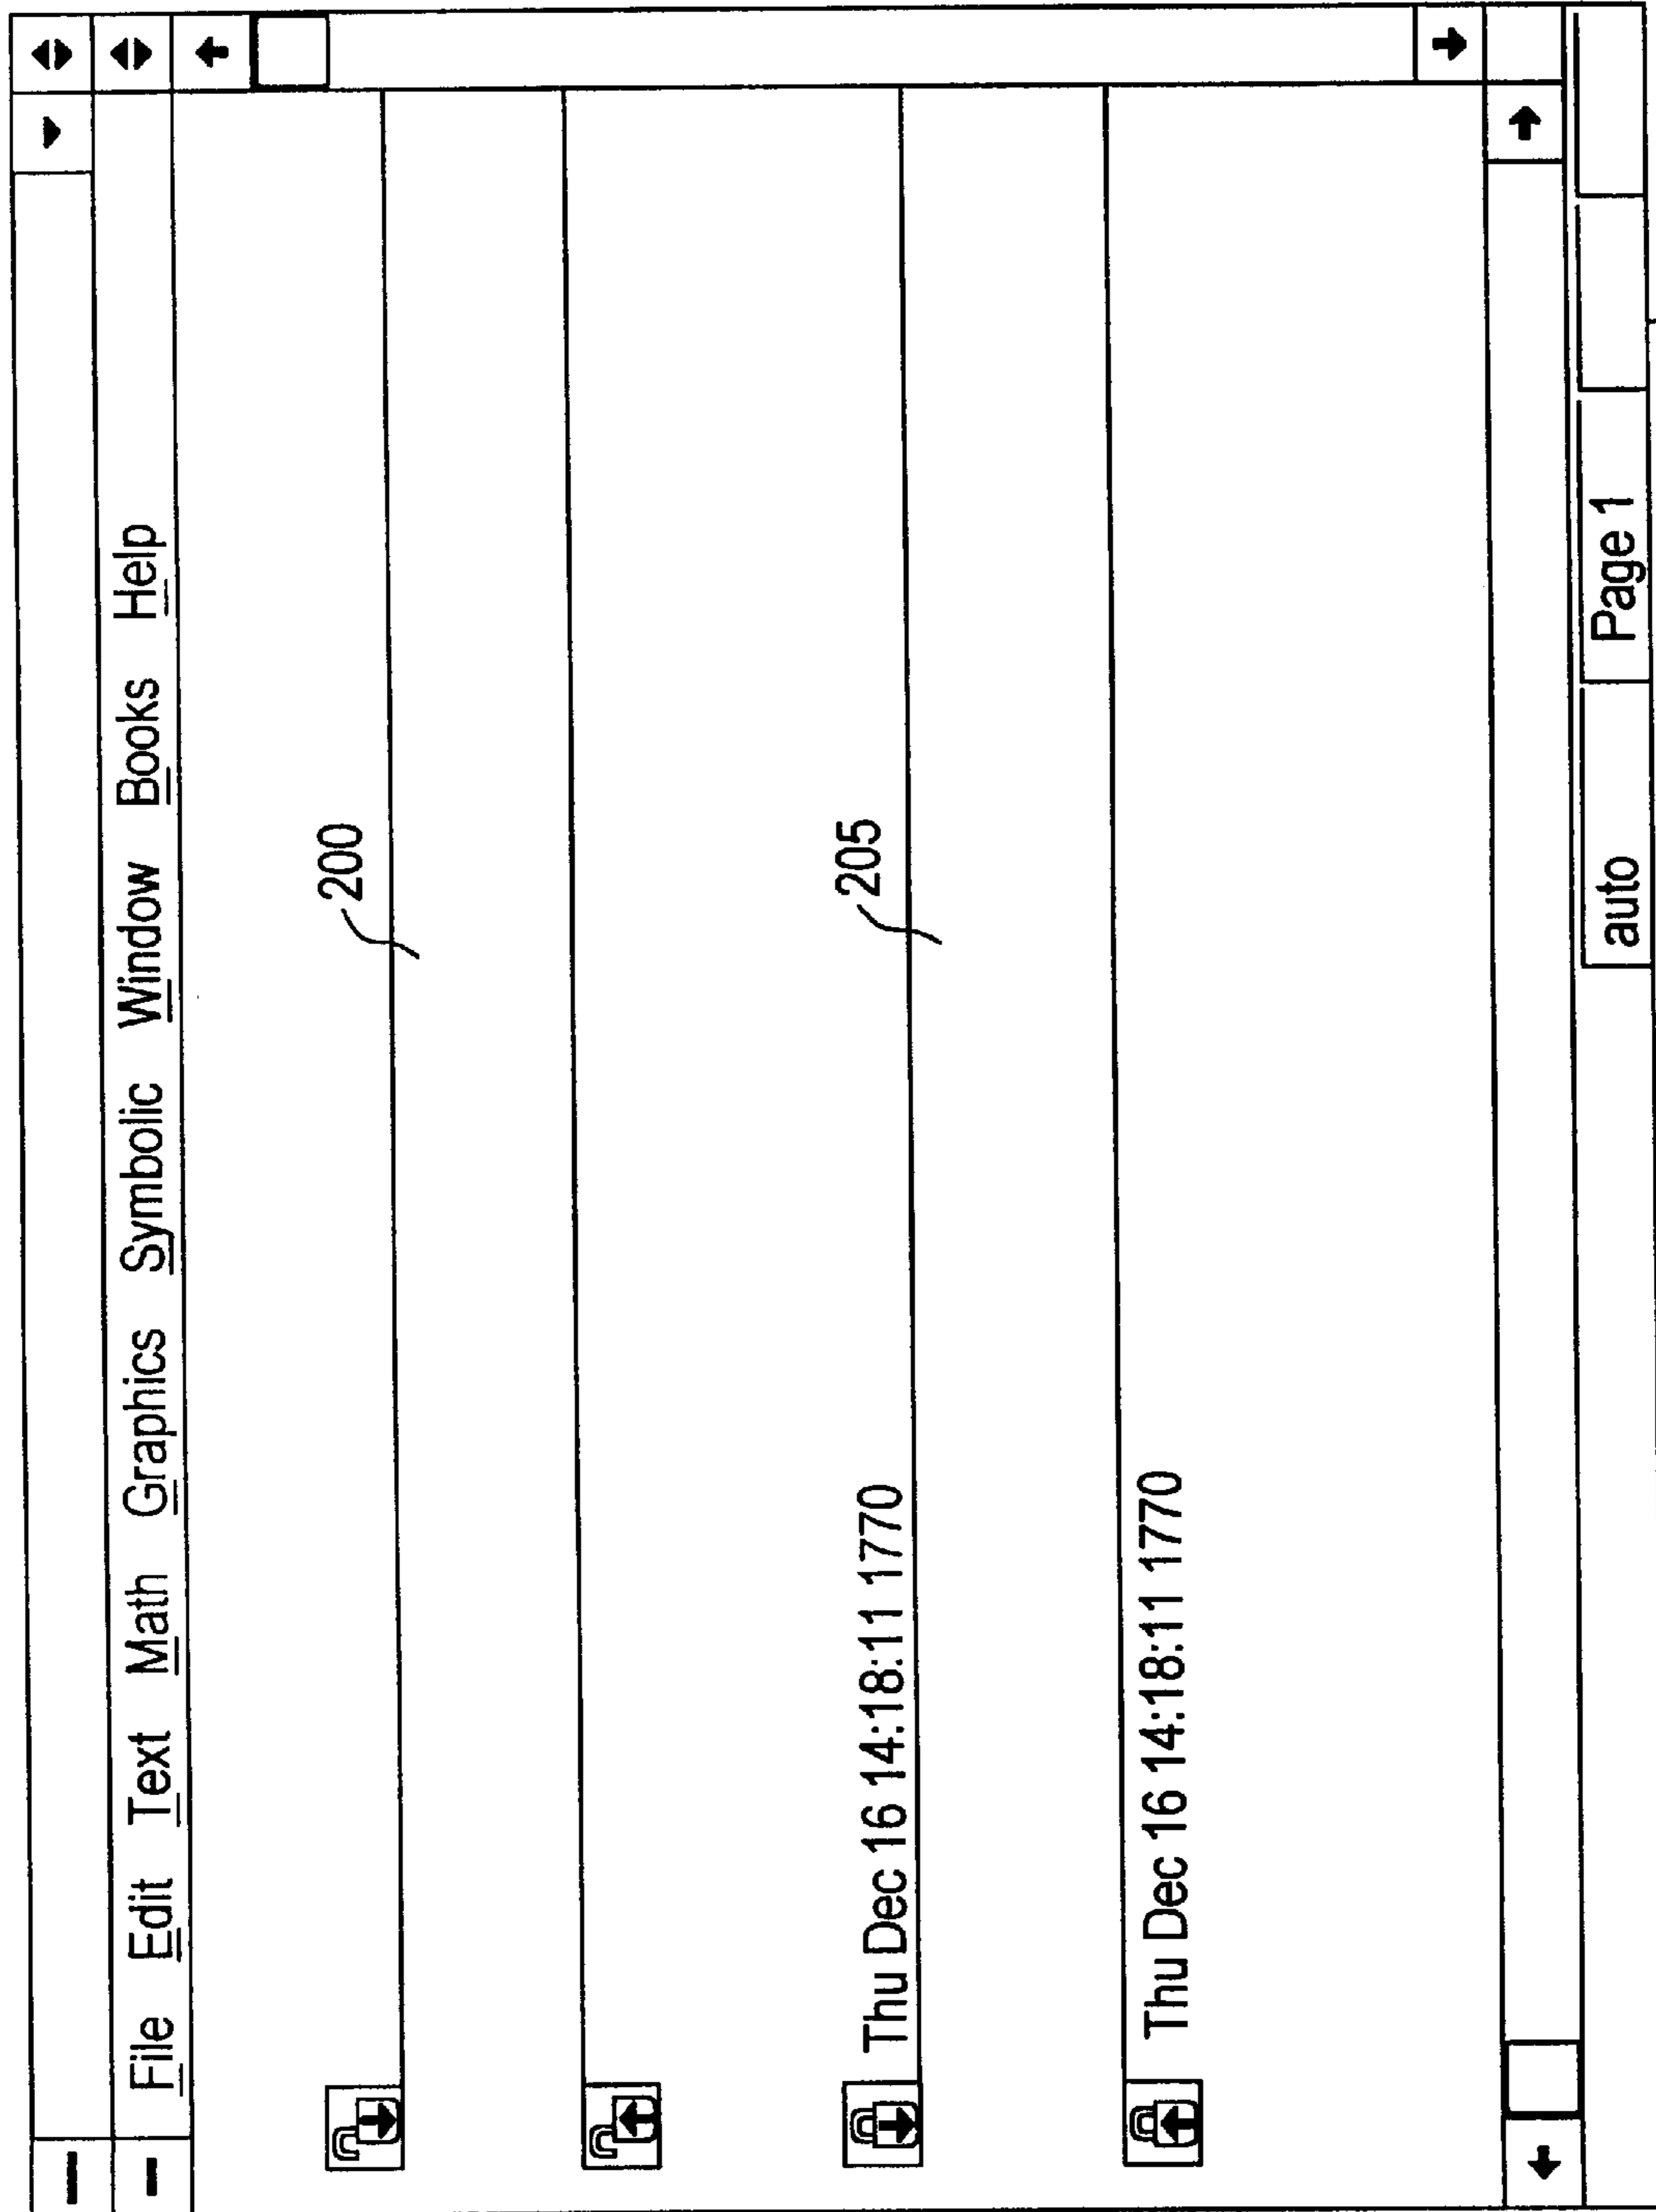 File Edit Text Math Graphics Symbolic Window Books Help
200
Thu Dec 16 14:18:11 1770
205
Thu Dec 16 14:18:11 1770
auto Page 1